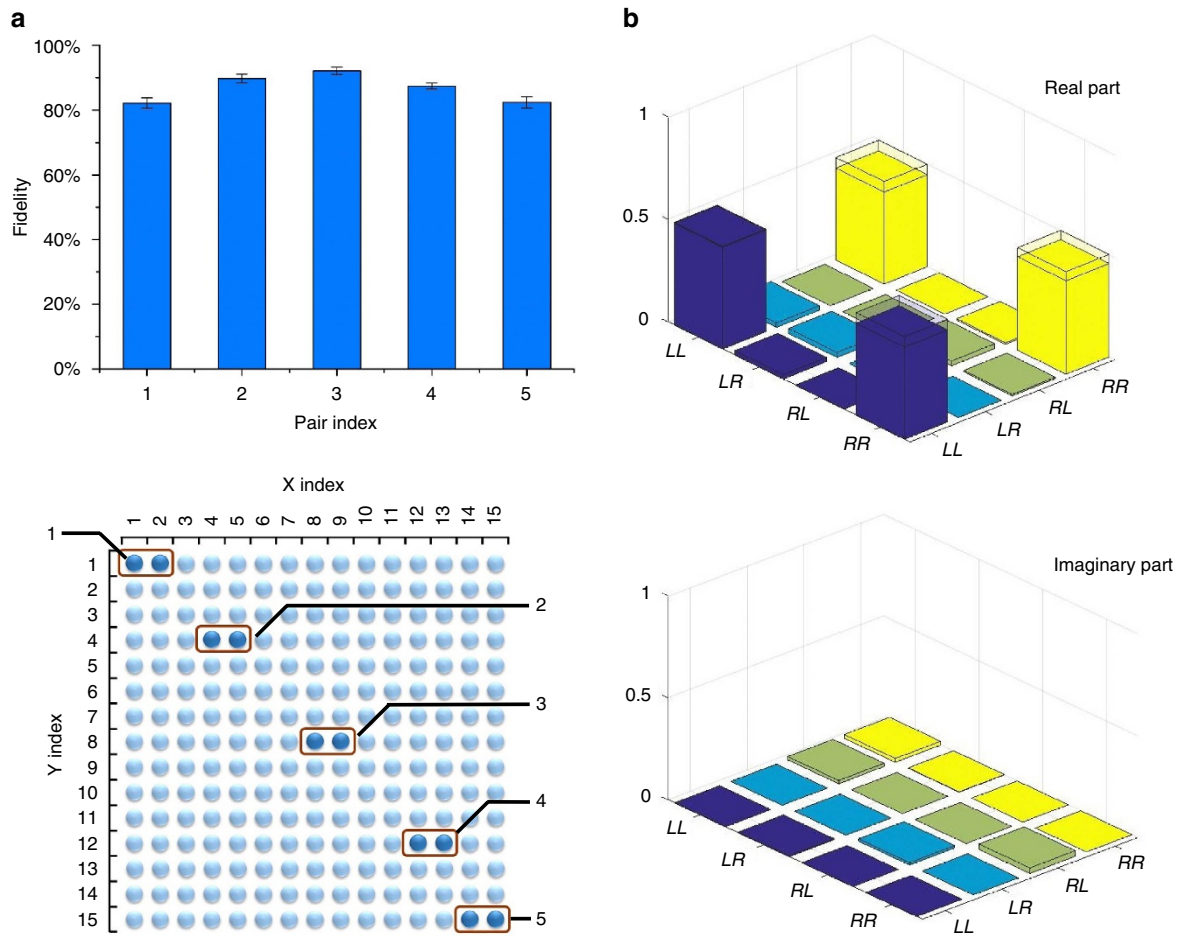 a
100%
80%
60%
40%
20%
0%
Fidelity
1 2 3 4 5
Pair index
X index
1 2 3 4 5 6 7 8 9 10 11 12 13 14 15
Y index
1
2
3
4
5
6
7
8
9
10
11
12
13
14
15
1
2
3
4
5
b
Real part
1
0.5
0
LL
LR
RL
RR
LL
LR
RL
RR
Imaginary part
1
0.5
0
LL
LR
RL
RR
LL
LR
RL
RR